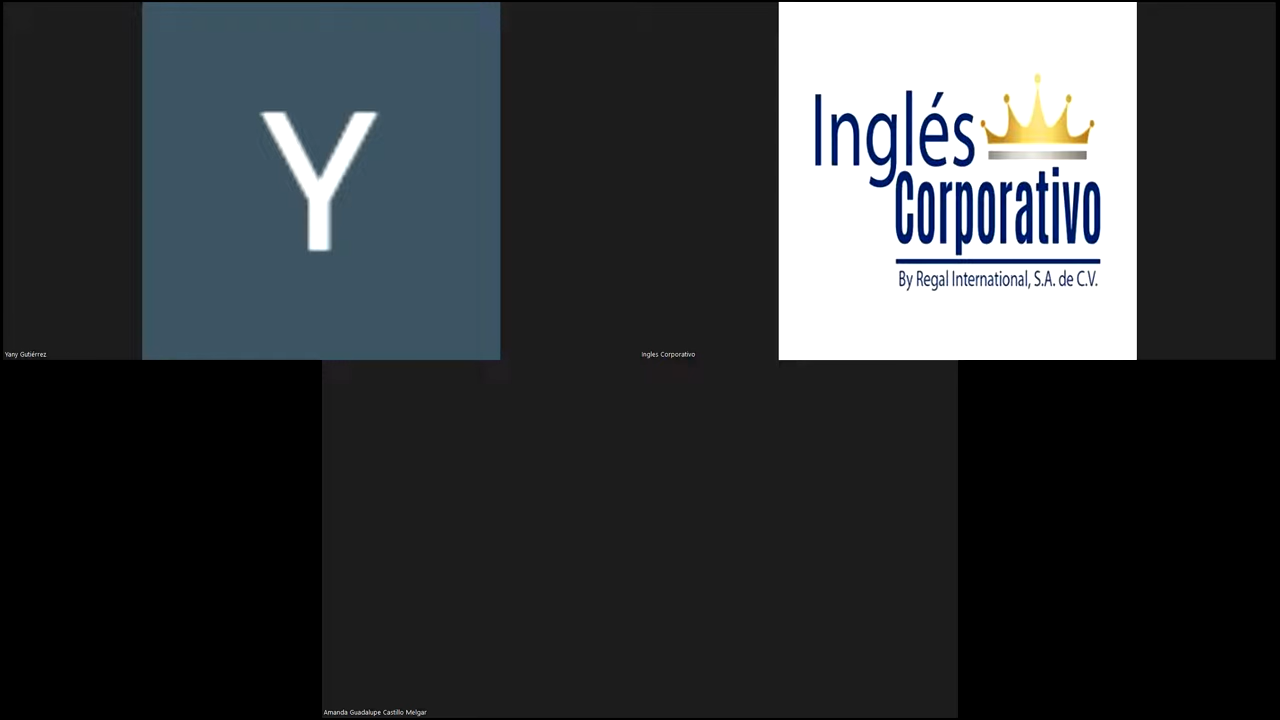 Y
Inglés
Corporativo
By Regal International, S.A. de C.V.
Yany Gutiérrez
Ingles Corporativo
Amanda Guadalupe Castillo Melgar